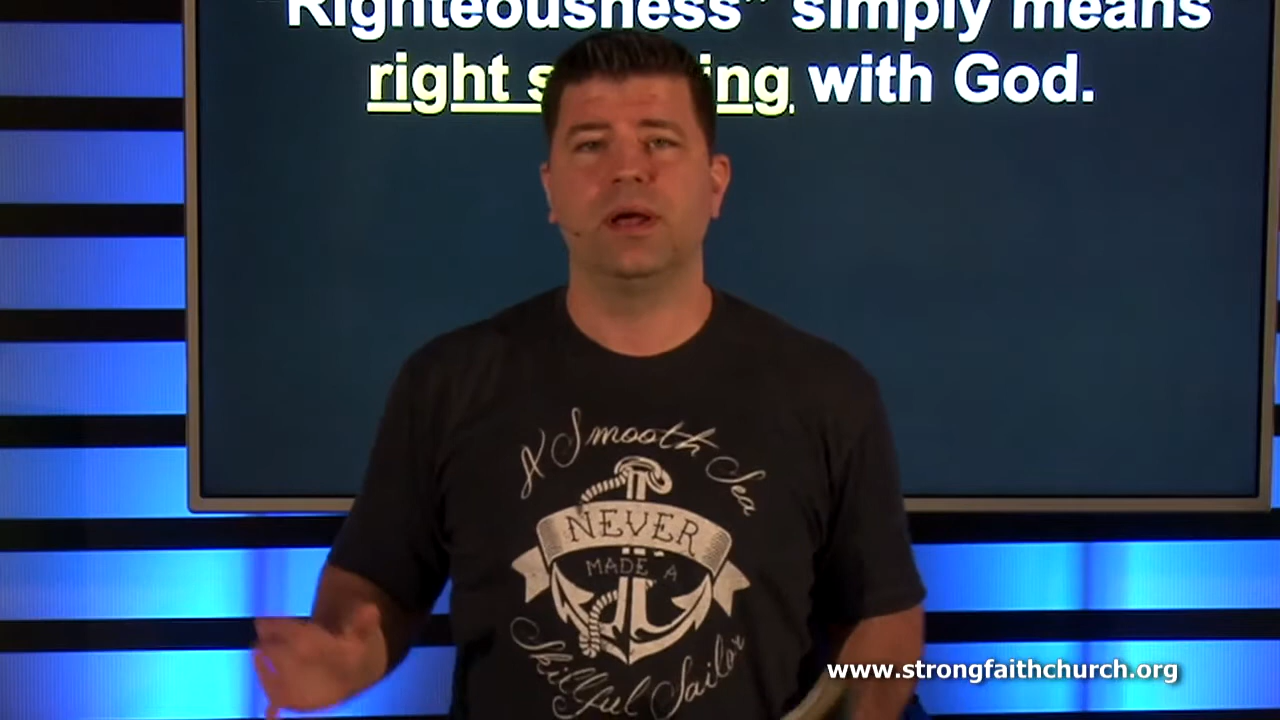 "Righteousness" simply means
right s ing with God.
A Smooth Sea
NEVER
MADE A
Skillful Sailor
www.strongfaithchurch.org